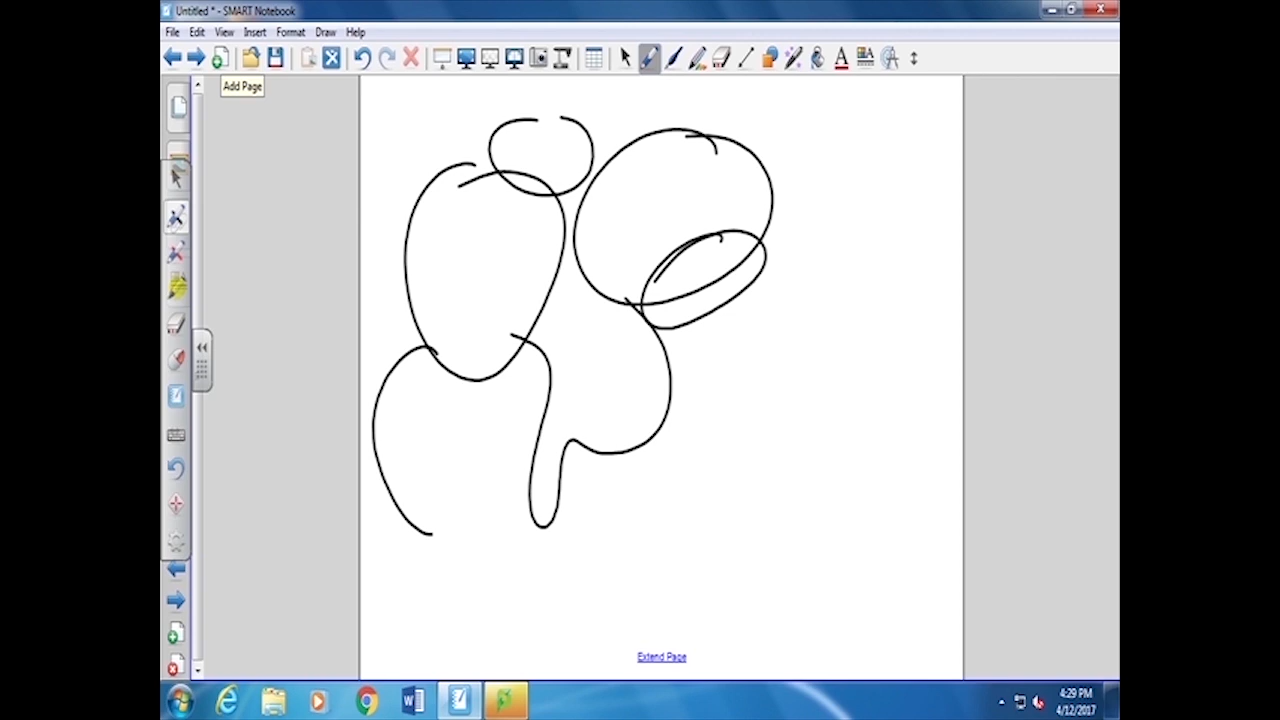 Untitled * - SMART Notebook
File Edit View Insert Format Draw Help
Add Page
Extend Page
4:29 PM
4/12/2017